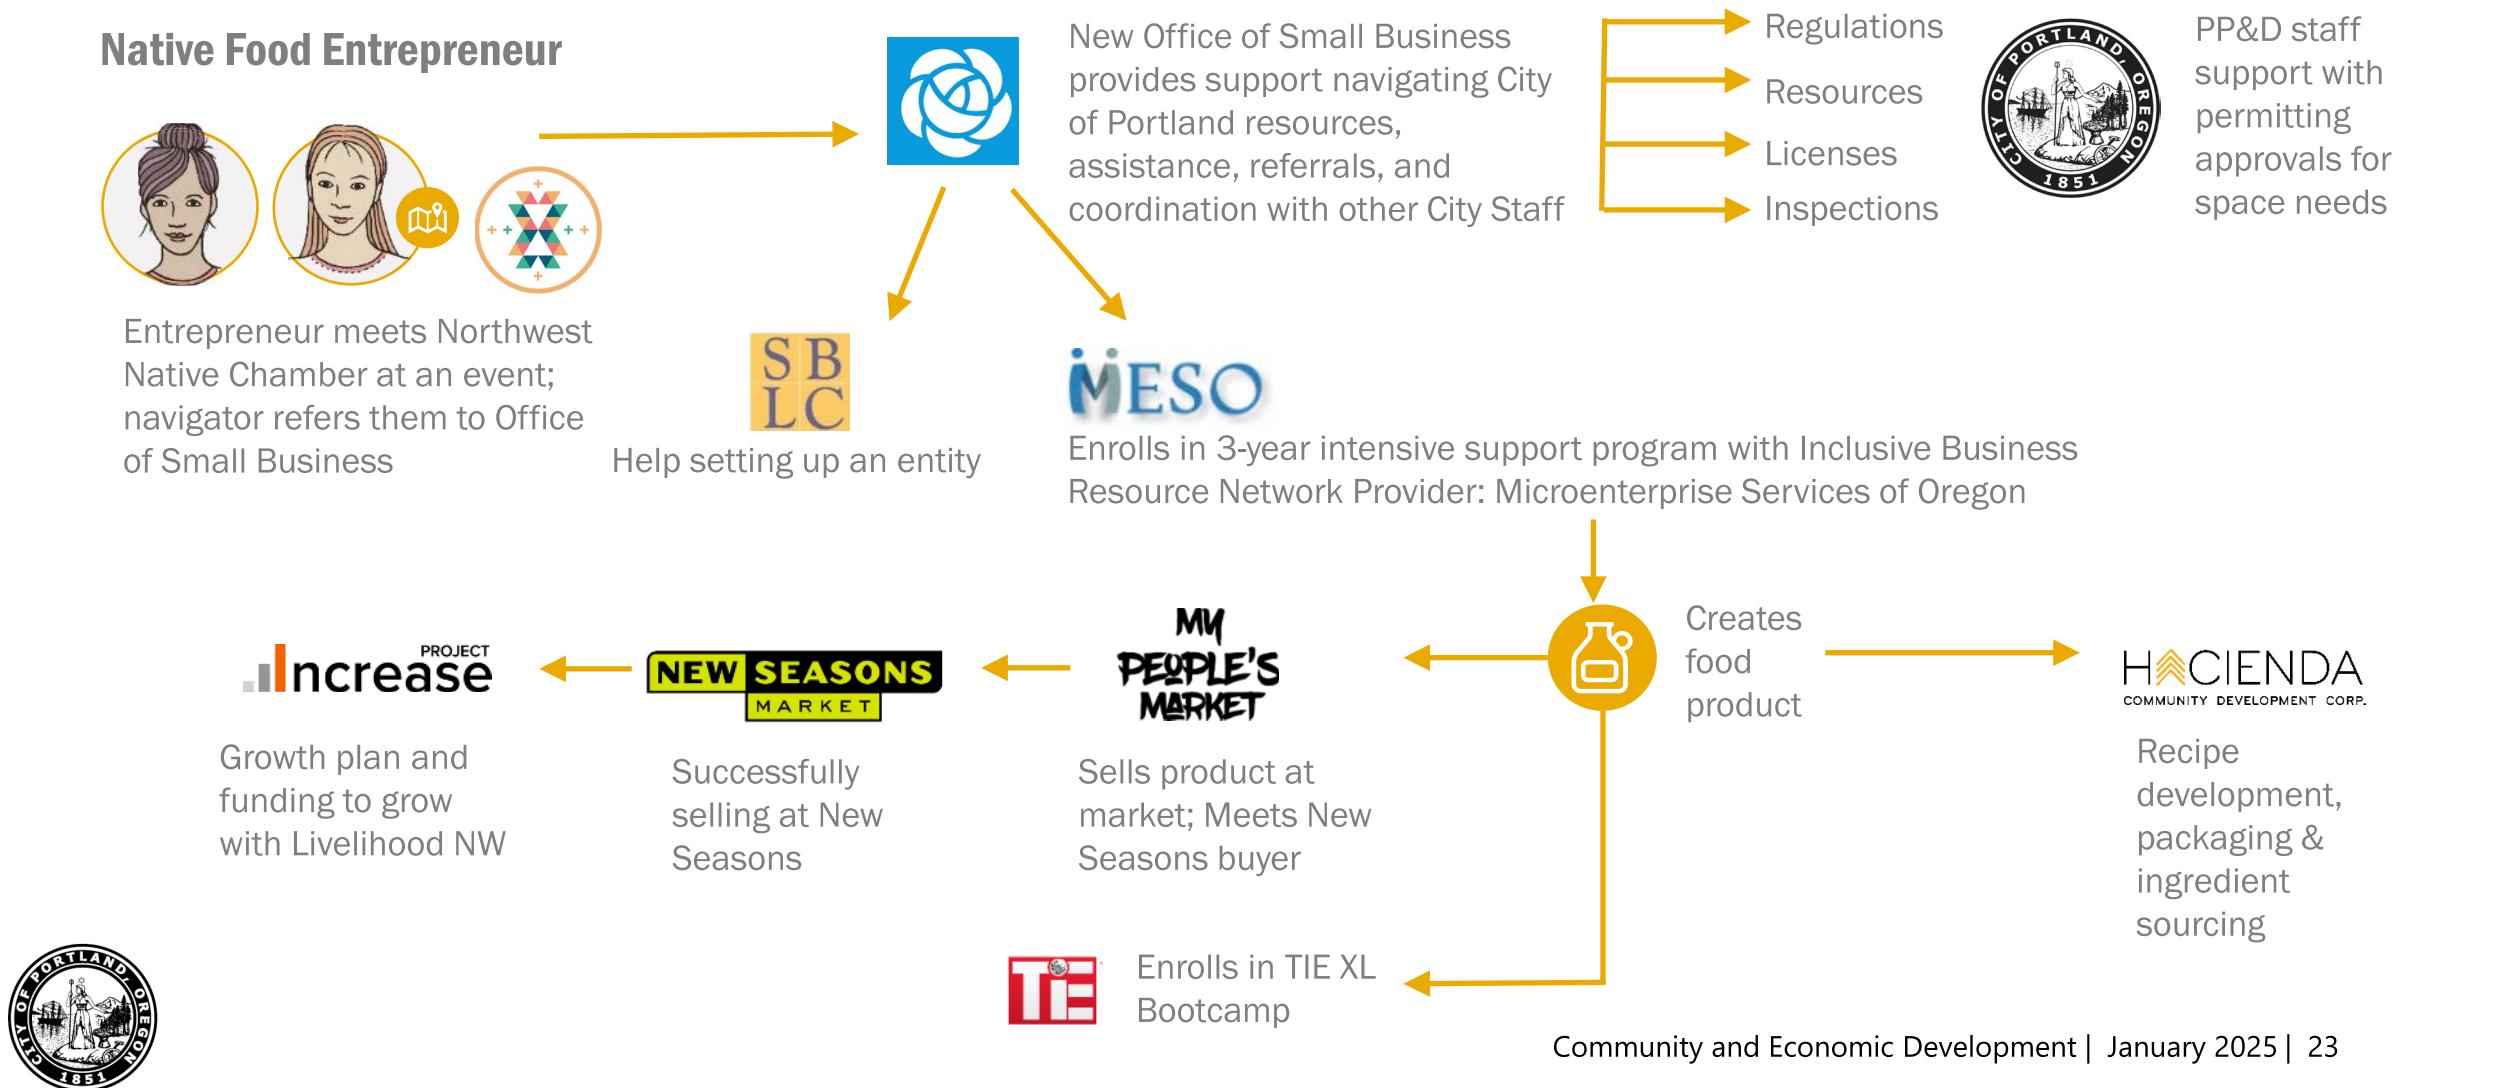 Native Food Entrepreneur
Entrepreneur meets Northwest
Native Chamber at an event;
navigator refers them to Office
of Small Business
New Office of Small Business
provides support navigating City
of Portland resources,
assistance, referrals, and
coordination with other City Staff
Regulations
Resources
Licenses
Inspections
CITY OF PORTLAND, OREGON
1851
PP&D staff
support with
permitting
approvals for
space needs
SB
LC
Help setting up an entity
MESO
Enrolls in 3-year intensive support program with Inclusive Business
Resource Network Provider: Microenterprise Services of Oregon
PROJECT
Increase
Growth plan and
funding to grow
with Livelihood NW
NEW SEASONS
MARKET
Successfully
selling at New
Seasons
MY
PEOPLE'S
MARKET
Sells product at
market; Meets New
Seasons buyer
Creates
food
product
HACIENDA
COMMUNITY DEVELOPMENT CORP.
Recipe
development,
packaging &
ingredient
sourcing
TiE
Enrolls in TIE XL
Bootcamp
CITY OF PORTLAND, OREGON
1851
Community and Economic Development | January 2025 | 23